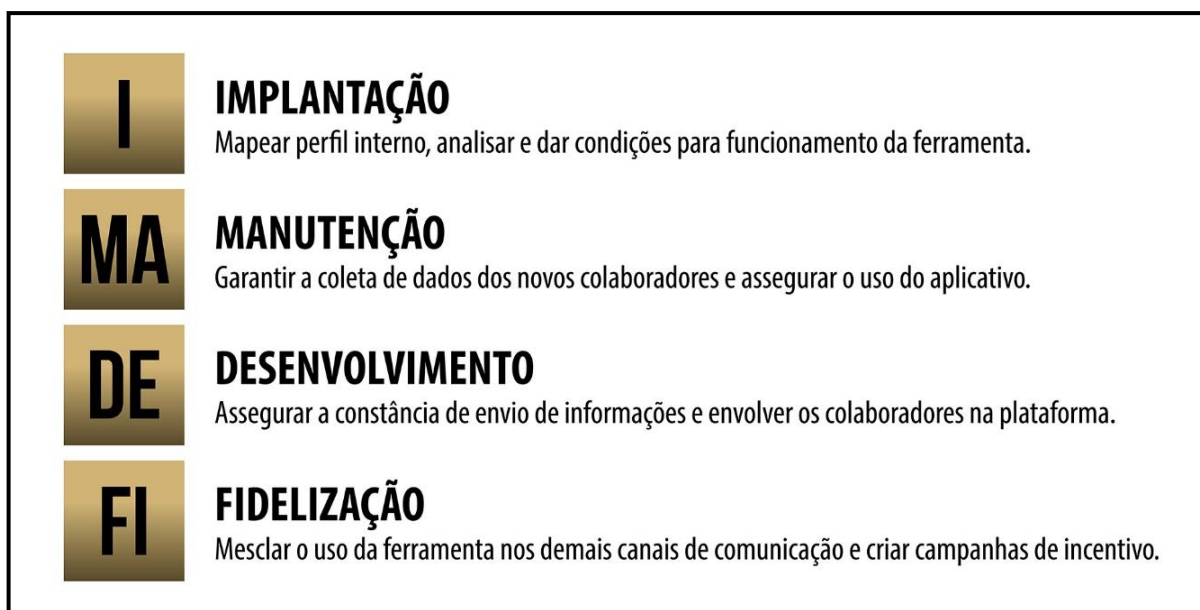 I
IMPLANTAÇÃO
Mapear perfil interno, analisar e dar condições para funcionamento da ferramenta.
MA
MANUTENÇÃO
Garantir a coleta de dados dos novos colaboradores e assegurar o uso do aplicativo.
DE
DESENVOLVIMENTO
Assegurar a constância de envio de informações e envolver os colaboradores na plataforma.
FI
FIDELIZAÇÃO
Mesclar o uso da ferramenta nos demais canais de comunicação e criar campanhas de incentivo.